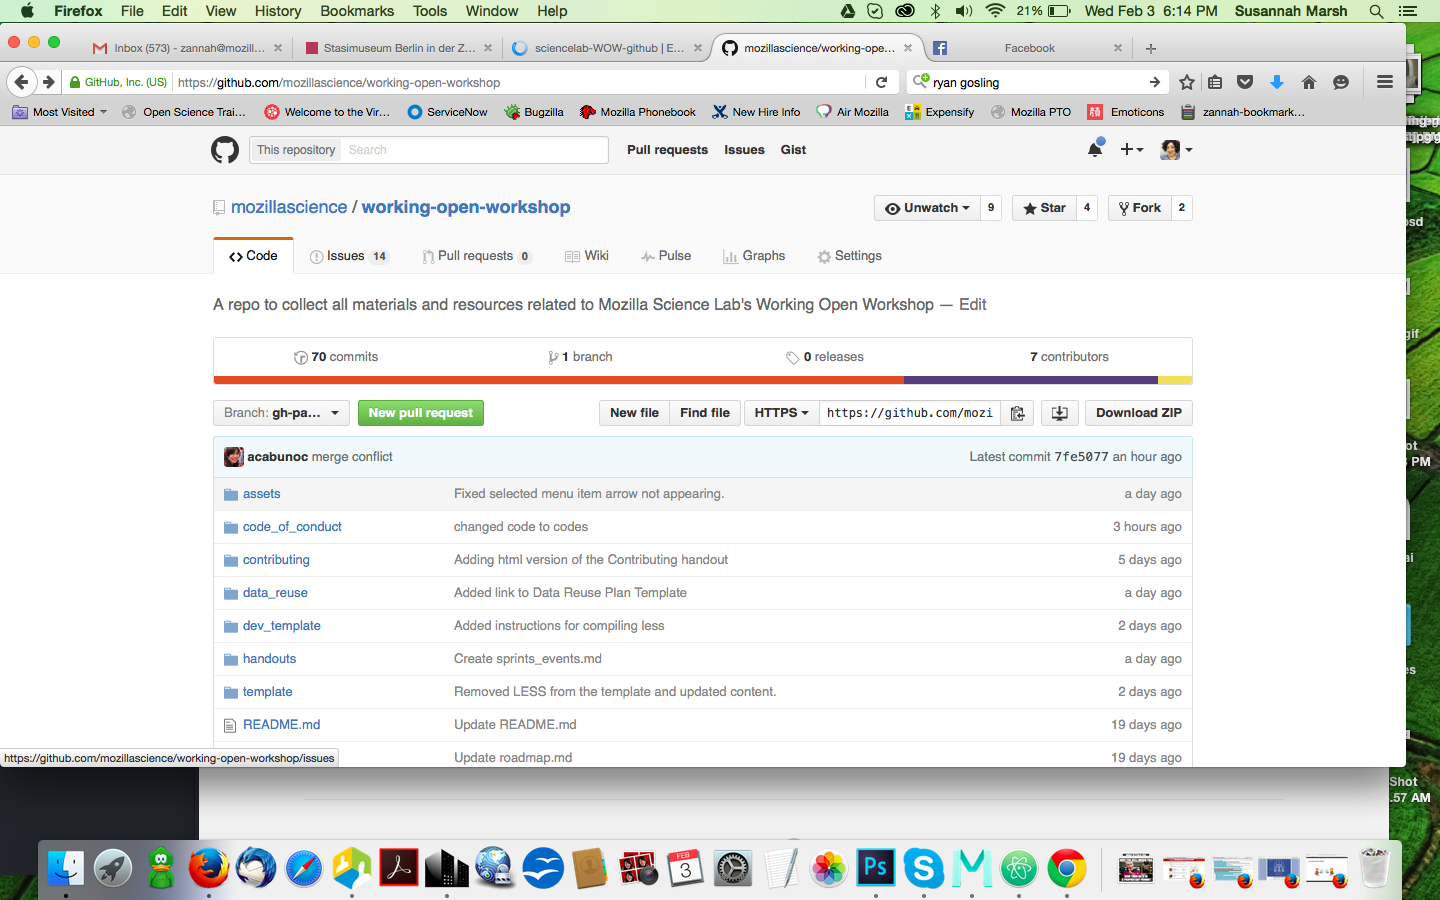 Firefox File Edit View History Bookmarks Tools Window Help 21% Wed Feb 3 6:14 PM Susannah Marsh
Inbox (573) - zannah@mozill... Stasimuseum Berlin in der Z... sciencelab-WOW-github | E... mozillascience/working-ope... Facebook
GitHub, Inc. (US) https://github.com/mozillascience/working-open-workshop ryan gosling
Most Visited Open Science Trai... Welcome to the Vir... ServiceNow Bugzilla Mozilla Phonebook New Hire Info Air Mozilla Expensify Mozilla PTO Emoticons zannah-bookmark...
This repository Search Pull requests Issues Gist
mozillascience / working-open-workshop Unwatch 9 Star 4 Fork 2
Code Issues 14 Pull requests 0 Wiki Pulse Graphs Settings
A repo to collect all materials and resources related to Mozilla Science Lab's Working Open Workshop — Edit
70 commits 1 branch 0 releases 7 contributors
Branch: gh-pa... New pull request New file Find file HTTPS https://github.com/mozi Download ZIP
acabunoc merge conflict Latest commit 7fe5077 an hour ago
assets Fixed selected menu item arrow not appearing. a day ago
code_of_conduct changed code to codes 3 hours ago
contributing Adding html version of the Contributing handout 5 days ago
data_reuse Added link to Data Reuse Plan Template a day ago
dev_template Added instructions for compiling less 2 days ago
handouts Create sprints_events.md a day ago
template Removed LESS from the template and updated content. 2 days ago
README.md Update README.md 19 days ago
Update roadmap.md 19 days ago
https://github.com/mozillascience/working-open-workshop/issues
Shot
.57 AM
FEB
3
Ps